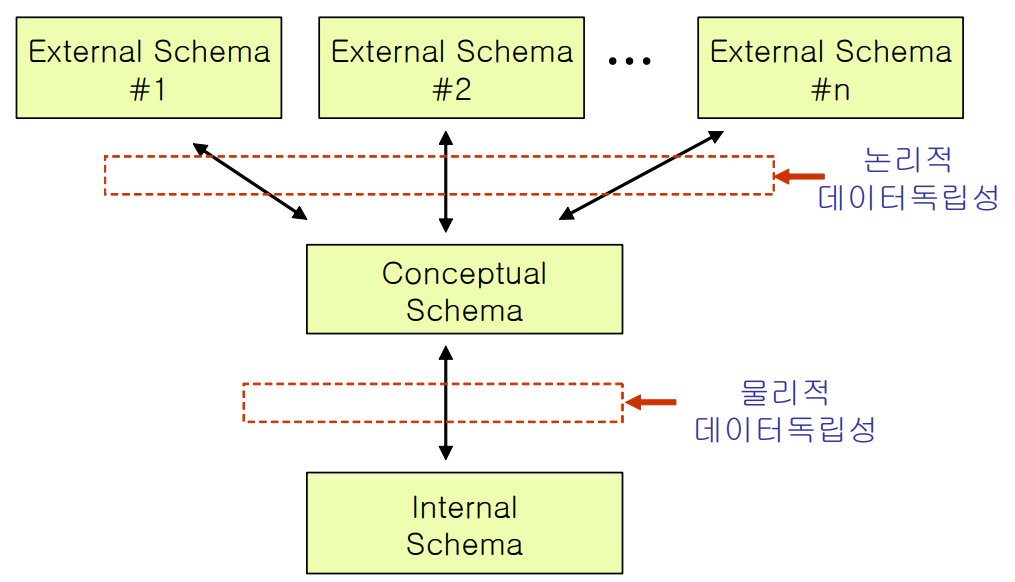 External Schema
#1
External Schema
#2
•••
External Schema
#n
논리적
데이터독립성
Conceptual
Schema
물리적
데이터독립성
Internal
Schema